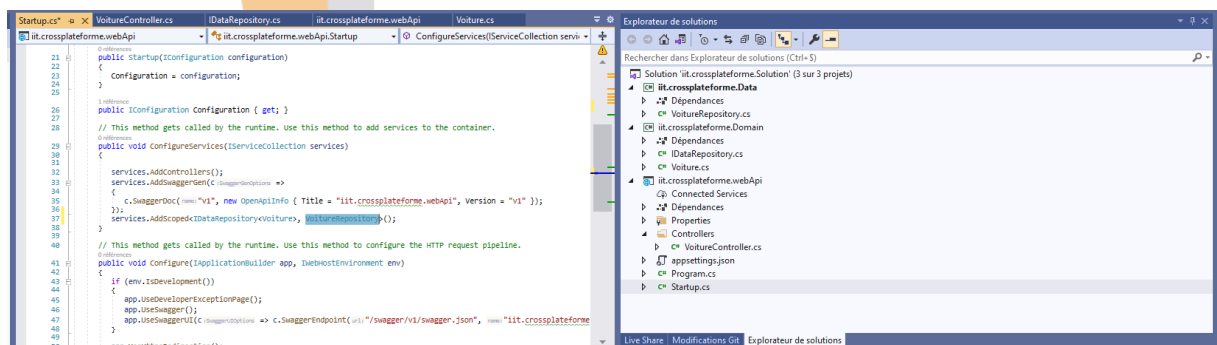 Startup.cs* VoitureController.cs IDataRepository.cs iit.crossplateforme.webApi Voiture.cs
iit.crossplateforme.webApi iit.crossplateforme.webApi.Startup ConfigureServices(IServiceCollection servic
0 références
21 public Startup(IConfiguration configuration)
22 {
23 Configuration = configuration;
24 }
25
1 référence
26 public IConfiguration Configuration { get; }
27
28 // This method gets called by the runtime. Use this method to add services to the container.
0 références
29 public void ConfigureServices(IServiceCollection services)
30 {
31
32 services.AddControllers();
33 services.AddSwaggerGen(c :SwaggerGenOptions =>
34 {
35 c.SwaggerDoc(name: "v1", new OpenApiInfo { Title = "iit.crossplateforme.webApi", Version = "v1" });
36 });
37 services.AddScoped<IDataRepository<Voiture>, VoitureRepository>();
38 }
39
40 // This method gets called by the runtime. Use this method to configure the HTTP request pipeline.
0 références
41 public void Configure(IApplicationBuilder app, IWebHostEnvironment env)
42 {
43 if (env.IsDevelopment())
44 {
45 app.UseDeveloperExceptionPage();
46 app.UseSwagger();
47 app.UseSwaggerUI(c :SwaggerUIOptions => c.SwaggerEndpoint(url: "/swagger/v1/swagger.json", name: "iit.crossplateforme
48 }
49
Explorateur de solutions
Rechercher dans Explorateur de solutions (Ctrl+$)
Solution 'iit.crossplateforme.Solution' (3 sur 3 projets)
iit.crossplateforme.Data
Dépendances
C# VoitureRepository.cs
iit.crossplateforme.Domain
Dépendances
C# IDataRepository.cs
C# Voiture.cs
iit.crossplateforme.webApi
Connected Services
Dépendances
Properties
Controllers
C# VoitureController.cs
appsettings.json
C# Program.cs
C# Startup.cs
Live Share Modifications Git Explorateur de solutions